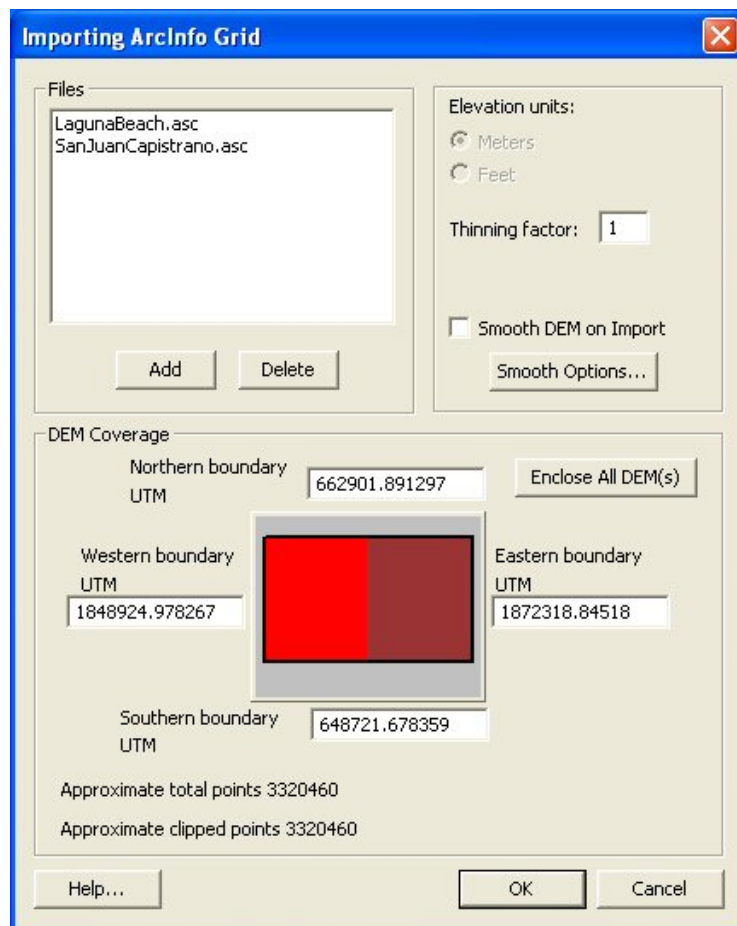 Importing ArcInfo Grid
Files
LagunaBeach.asc
SanJuanCapistrano.asc
Add
Delete
Elevation units:
Meters
Feet
Thinning factor: 1
Smooth DEM on Import
Smooth Options...
DEM Coverage
Northern boundary
UTM
662901.891297
Enclose All DEM(s)
Western boundary
UTM
1848924.978267
Eastern boundary
UTM
1872318.84518
Southern boundary
UTM
648721.678359
Approximate total points 3320460
Approximate clipped points 3320460
Help...
OK
Cancel